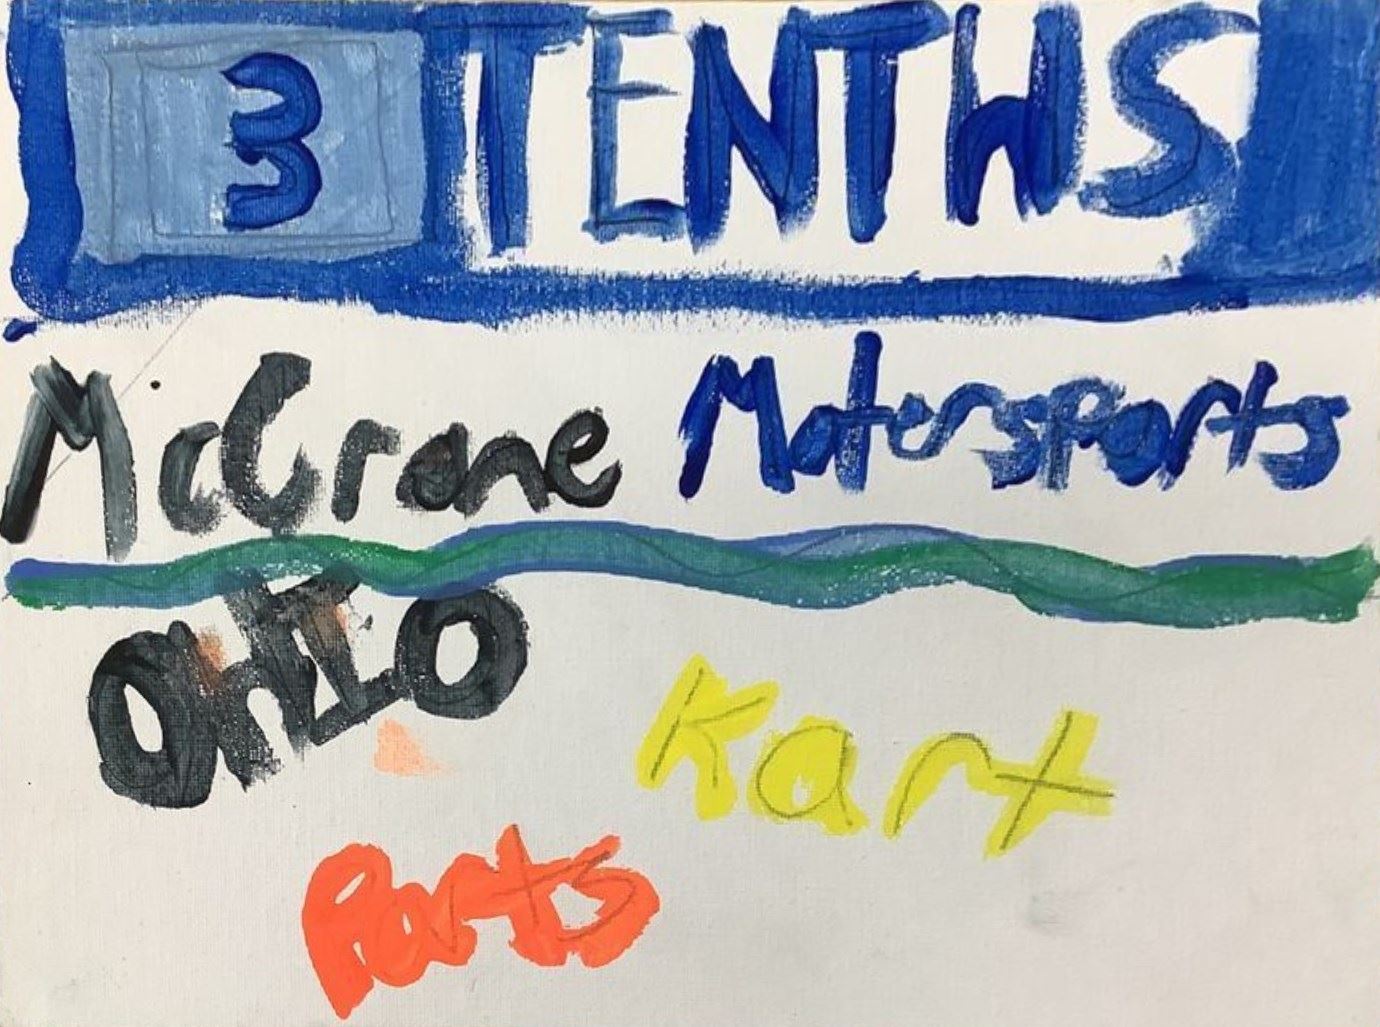 3 TENTHS
McCrane Motersports
OhIO
Kart
Parts